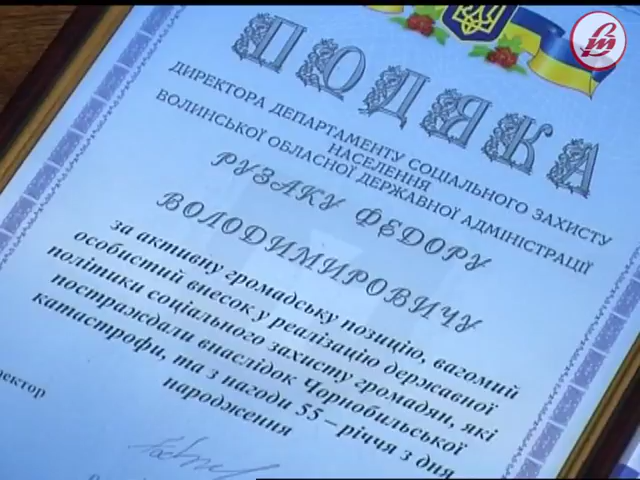 ПОДЯКА
ДИРЕКТОРА ДЕПАРТАМЕНТУ СОЦІАЛЬНОГО ЗАХИСТУ
НАСЕЛЕННЯ
ВОЛИНСЬКОЇ ОБЛАСНОЇ ДЕРЖАВНОЇ АДМІНІСТРАЦІЇ
РУЗАКУ ФЕДОРУ
ВОЛОДИМИРОВИЧУ
за активну громадську позицію, вагомий
особистий внесок у реалізацію державної
політики соціального захисту громадян, які
постраждали внаслідок Чорнобильської
катастрофи, та з нагоди 55 – річчя з дня
народження